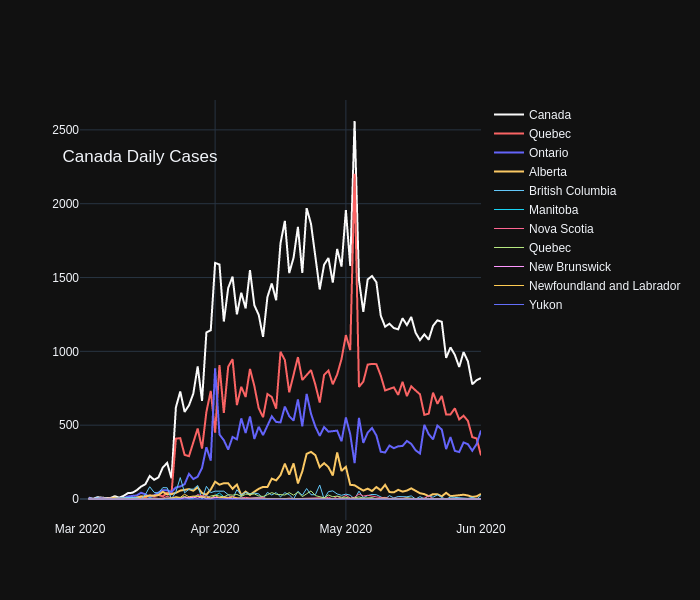 Canada Daily Cases
2500
2000
1500
1000
500
0
Mar 2020
Apr 2020
May 2020
Jun 2020
Canada
Quebec
Ontario
Alberta
British Columbia
Manitoba
Nova Scotia
Quebec
New Brunswick
Newfoundland and Labrador
Yukon